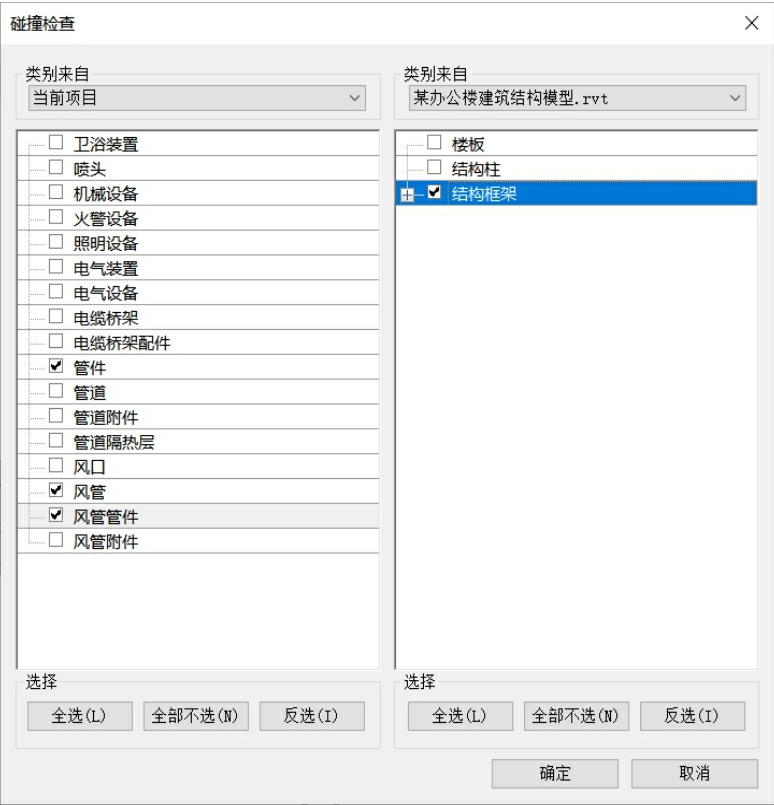 碰撞检查
类别来自
当前项目
卫浴装置
喷头
机械设备
火警设备
照明设备
电气装置
电气设备
电缆桥架
电缆桥架配件
管件
管道
管道附件
管道隔热层
风口
风管
风管管件
风管附件
选择
全选(L) 全部不选(N) 反选(I)
类别来自
某办公楼建筑结构模型.rvt
楼板
结构柱
结构框架
选择
全选(L) 全部不选(N) 反选(I)
确定 取消